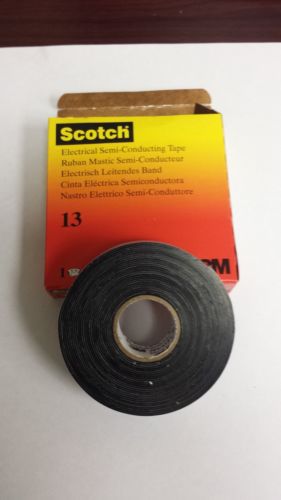 Scotch
Electrical Semi-Conducting Tape
Ruban Mastic Semi-Conducteur
Electrisch Leitendes Band
Cinta Eléctrica Semiconductora
Nastro Elettrico Semi-Conduttore
13
1